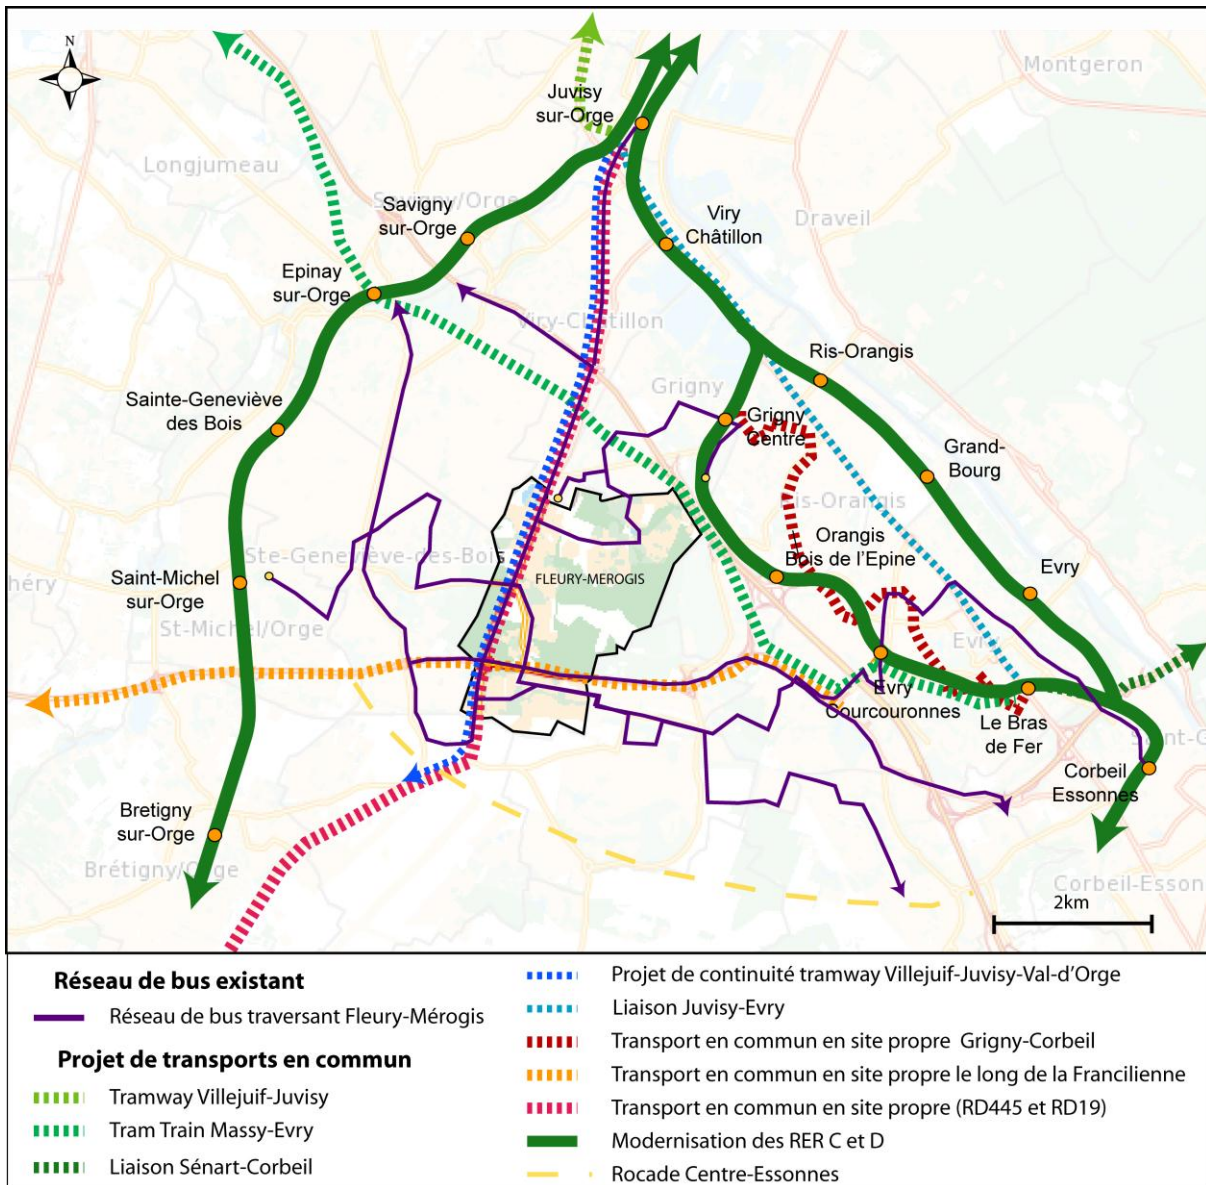 N
Montgeron
Juvisy
sur-Orge
Longjumeau
Savigny/Orge
Savigny
sur-Orge
Draveil
Viry
Châtillon
Epinay
sur-Orge
Viry-Chatillon
Ris-Orangis
Grigny
Sainte-Geneviève
des Bois
Grigny
Centre
Grand-
Bourg
Ris-Orangis
Orangis
Bois de l'Epine
Ste-Geneviève-des-Bois
FLEURY-MEROGIS
héry
Saint-Michel
sur-Orge
St-Michel/Orge
Evry
Evry
Evry
Courcouronnes
Le Bras
de Fer
Saint-G
Corbeil
Essonnes
Bretigny
sur-Orge
Brétigny/Orge
Corbeil-Esson
2km
Réseau de bus existant
Réseau de bus traversant Fleury-Mérogis
Projet de transports en commun
Tramway Villejuif-Juvisy
Tram Train Massy-Evry
Liaison Sénart-Corbeil
Projet de continuité tramway Villejuif-Juvisy-Val-d'Orge
Liaison Juvisy-Evry
Transport en commun en site propre Grigny-Corbeil
Transport en commun en site propre le long de la Francilienne
Transport en commun en site propre (RD445 et RD19)
Modernisation des RER C et D
Rocade Centre-Essonnes